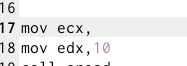 16
17 mov ecx,
18 mov edx,10